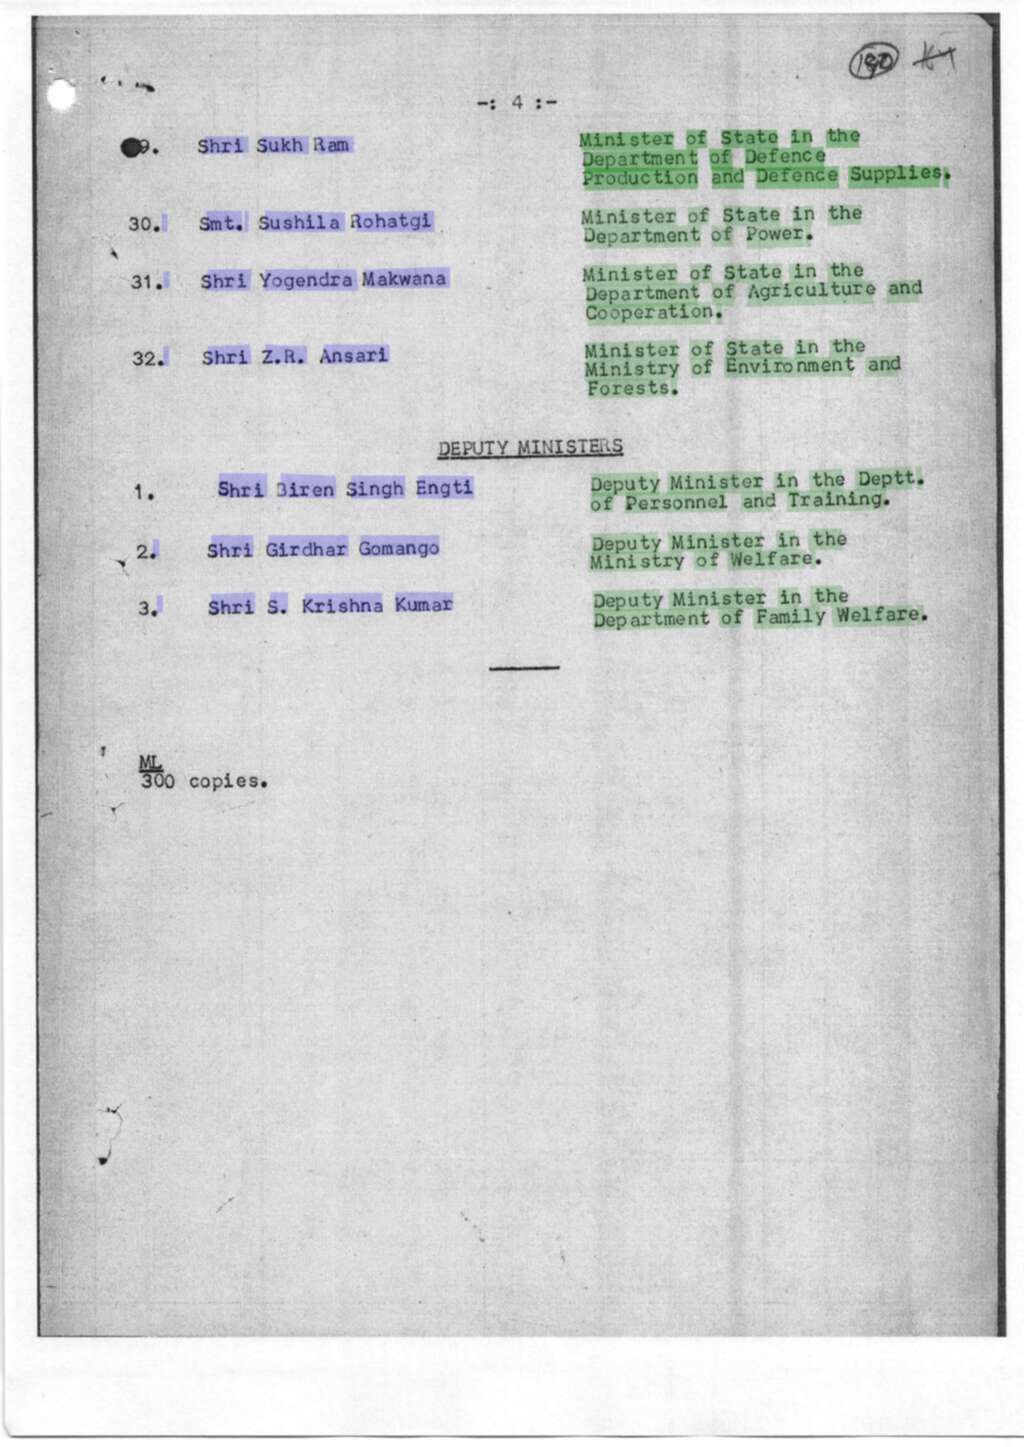 190
-: 4 :-
9. Shri Sukh Ram Minister of State in the
Department of Defence
Production and Defence Supplies.
30. Smt. Sushila Rohatgi Minister of State in the
Department of Power.
31. Shri Yogendra Makwana Minister of State in the
Department of Agriculture and
Cooperation.
32. Shri Z.R. Ansari Minister of State in the
Ministry of Environment and
Forests.
DEPUTY MINISTERS
1. Shri Biren Singh Engti Deputy Minister in the Deptt.
of Personnel and Training.
2. Shri Girdhar Gomango Deputy Minister in the
Ministry of Welfare.
3. Shri S. Krishna Kumar Deputy Minister in the
Department of Family Welfare.
ML
300 copies.